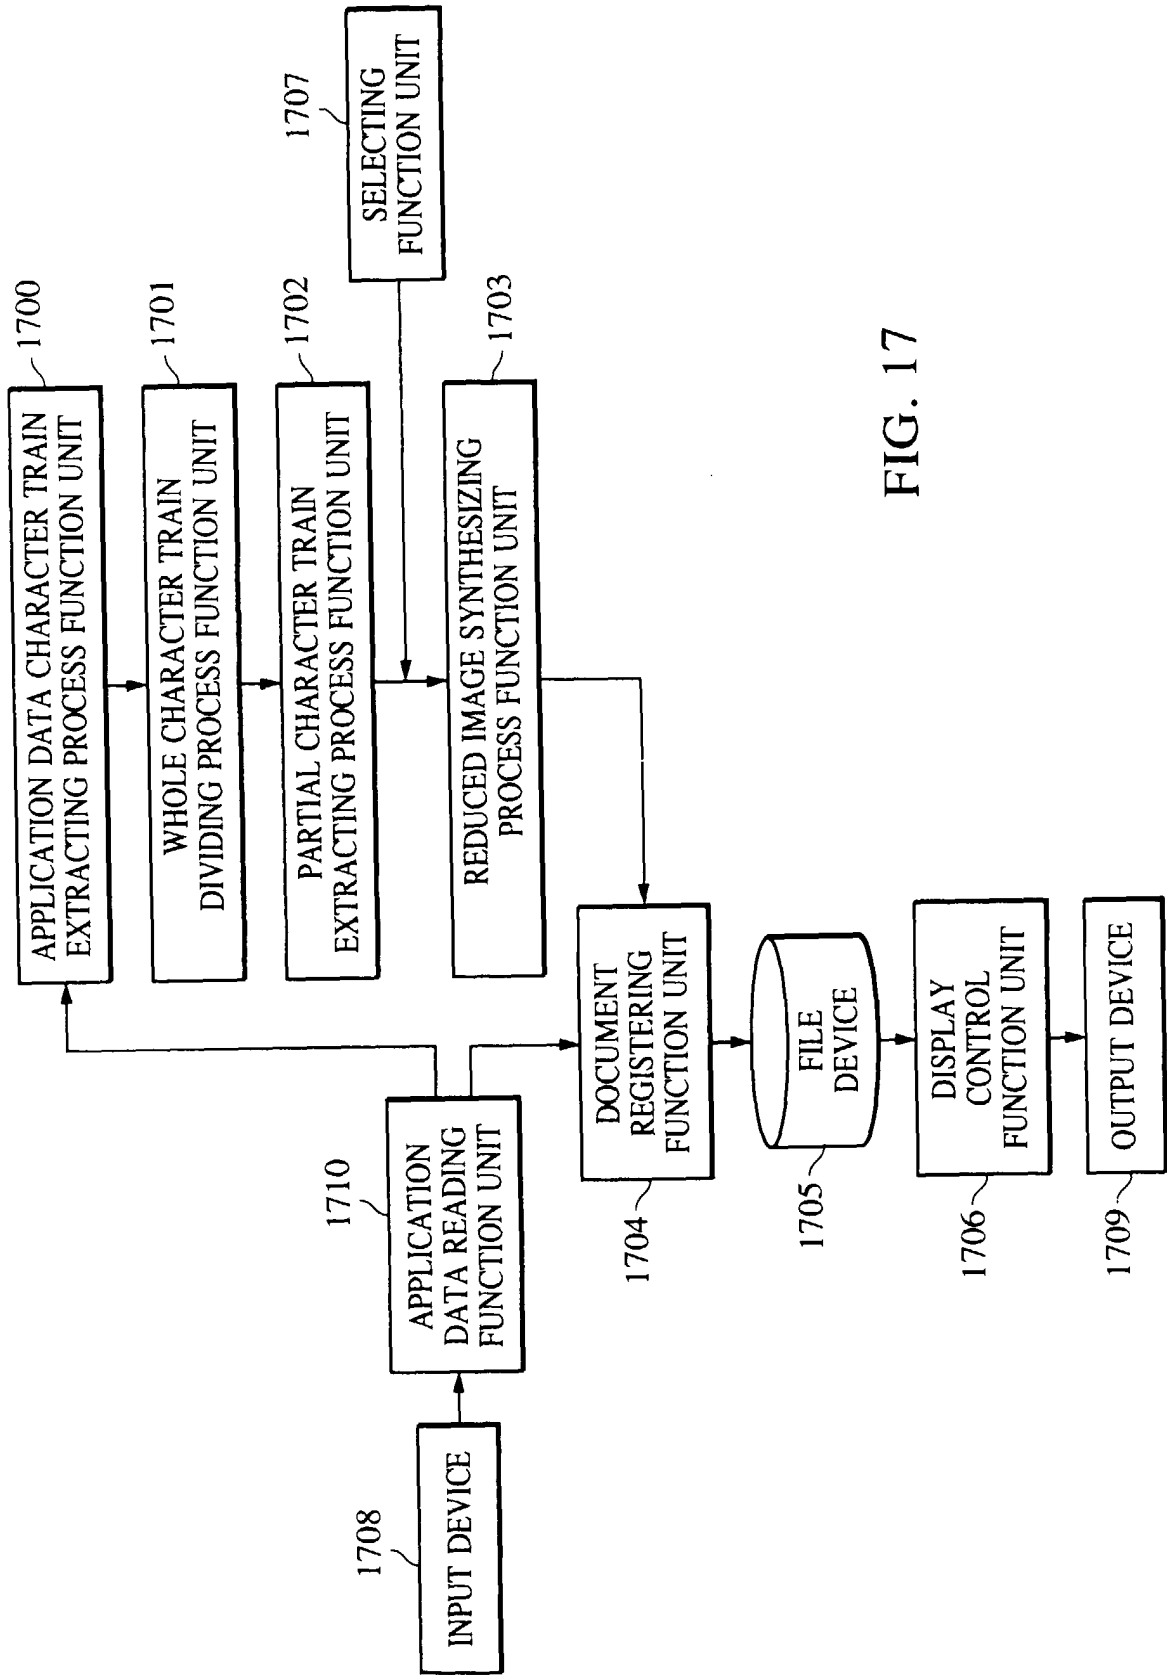 1700
APPLICATION DATA CHARACTER TRAIN
EXTRACTING PROCESS FUNCTION UNIT
1701
WHOLE CHARACTER TRAIN
DIVIDING PROCESS FUNCTION UNIT
1702
PARTIAL CHARACTER TRAIN
EXTRACTING PROCESS FUNCTION UNIT
1707
SELECTING
FUNCTION UNIT
1703
REDUCED IMAGE SYNTHESIZING
PROCESS FUNCTION UNIT
1708
INPUT DEVICE
1710
APPLICATION
DATA READING
FUNCTION UNIT
1704
DOCUMENT
REGISTERING
FUNCTION UNIT
1705
FILE
DEVICE
1706
DISPLAY
CONTROL
FUNCTION UNIT
1709
OUTPUT DEVICE
FIG. 17